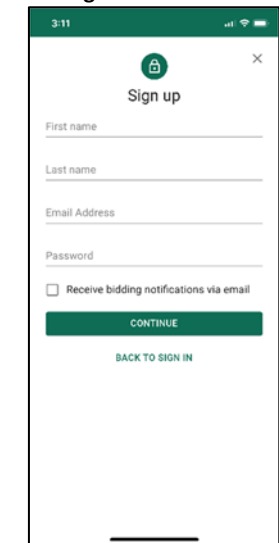 3:11
Sign up
First name
Last name
Email Address
Password
Receive bidding notifications via email
CONTINUE
BACK TO SIGN IN